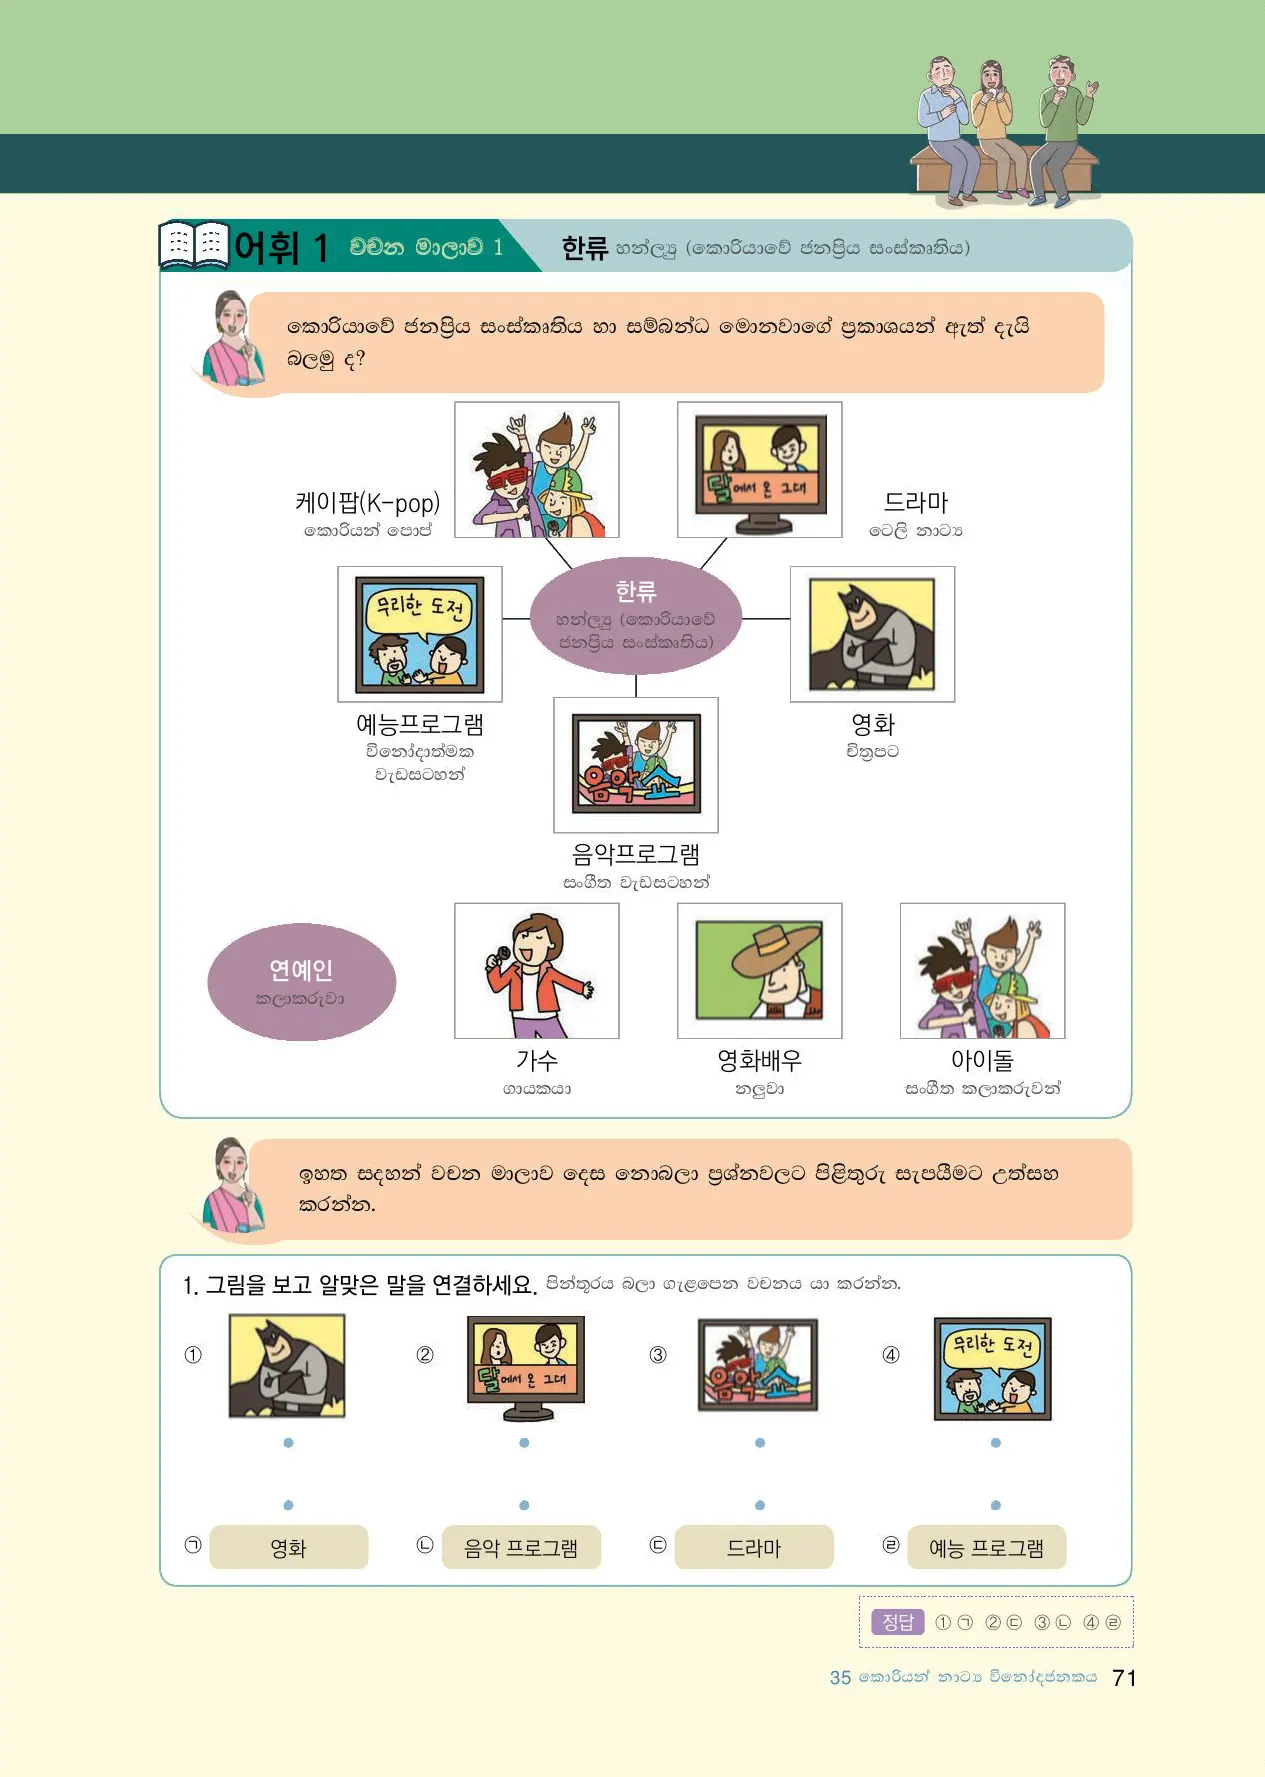 어휘 1 වචන මාලාව 1 한류 හන්ල්‍යු (කොරියාවේ ජනප්‍රිය සංස්කෘතිය)
කොරියාවේ ජනප්‍රිය සංස්කෘතිය හා සම්බන්ධ මොනවාගේ ප්‍රකාශයන් ඇත් දැයි
බලමු ද?
케이팝(K-pop)
කොරියන් පොප්
달에서 온 그대
드라마
ටෙලි නාට්‍ය
무리한 도전
예능프로그램
විනෝදාත්මක
වැඩසටහන්
한류
හන්ල්‍යු (කොරියාවේ
ජනප්‍රිය සංස්කෘතිය)
영화
චිත්‍රපට
음악쇼
음악프로그램
සංගීත වැඩසටහන්
연예인
කලාකරුවා
가수
ගායකයා
영화배우
නලුවා
아이돌
සංගීත කලාකරුවන්
ඉහත සදහන් වචන මාලාව දෙස නොබලා ප්‍රශ්නවලට පිළිතුරු සැපයීමට උත්සහ
කරන්න.
1. 그림을 보고 알맞은 말을 연결하세요. පින්තූරය බලා ගැළපෙන වචනය යා කරන්න.
① ② ③ ④
달에서 온 그대
음악쇼
무리한 도전
㉠ 영화 ㉡ 음악 프로그램 ㉢ 드라마 ㉣ 예능 프로그램
정답 ① ㉠ ② ㉢ ③ ㉡ ④ ㉣
35 කොරියන් නාට්‍ය විනෝදජනකය 71